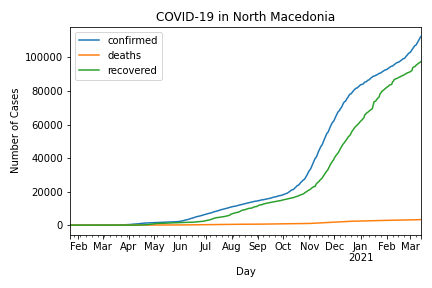 COVID-19 in North Macedonia
confirmed
deaths
recovered
Number of Cases
100000
80000
60000
40000
20000
0
Feb Mar Apr May Jun Jul Aug Sep Oct Nov Dec Jan Feb Mar
2021
Day